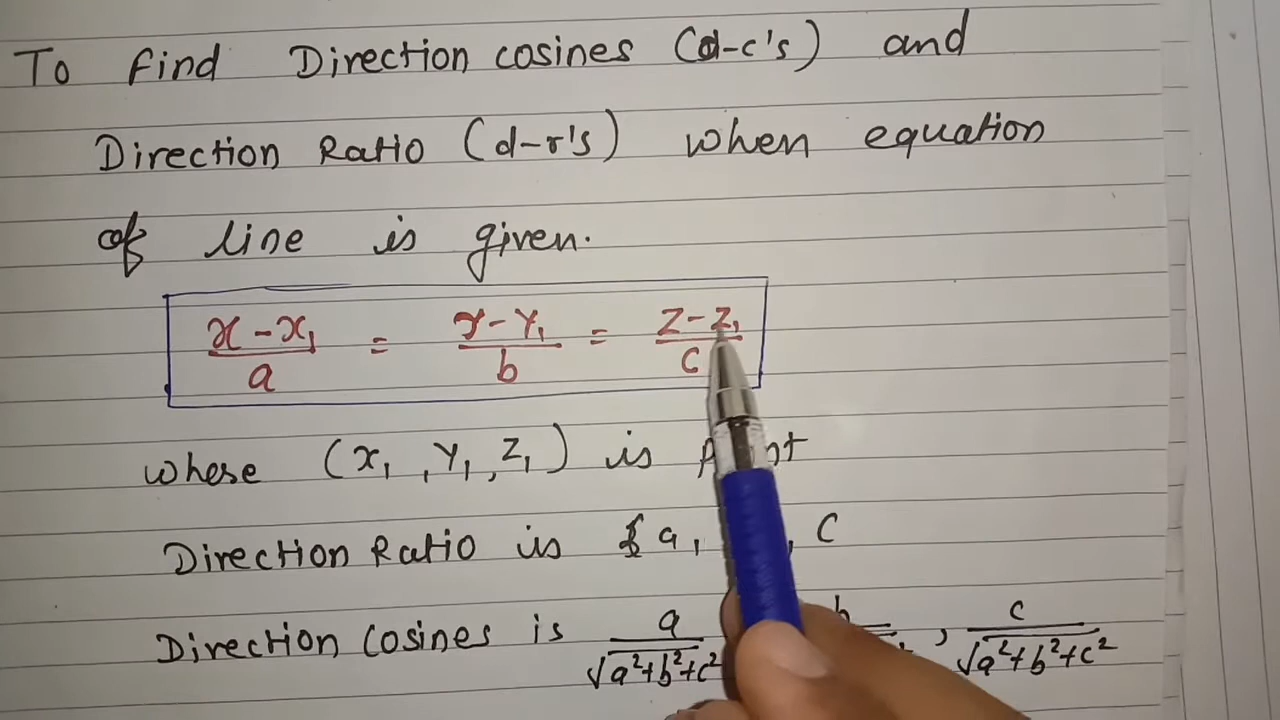 To find Direction cosines (d-c's) and
Direction Ratio (d-r's) when equation
of line is given.
x - x₁ / a = y - y₁ / b = z - z₁ / c
where (x₁, y₁, z₁) is
Direction Ratio is a, , c
Direction cosines is a / √a²+b²+c² , c / √a²+b²+c²